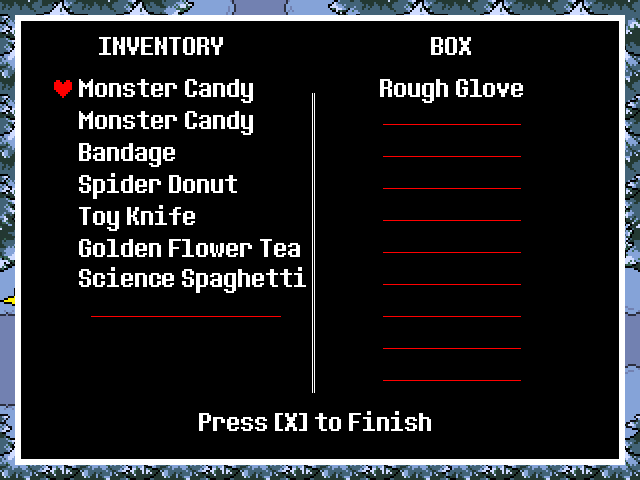 INVENTORY
Monster Candy
Monster Candy
Bandage
Spider Donut
Toy Knife
Golden Flower Tea
Science Spaghetti
BOX
Rough Glove
Press [X] to Finish